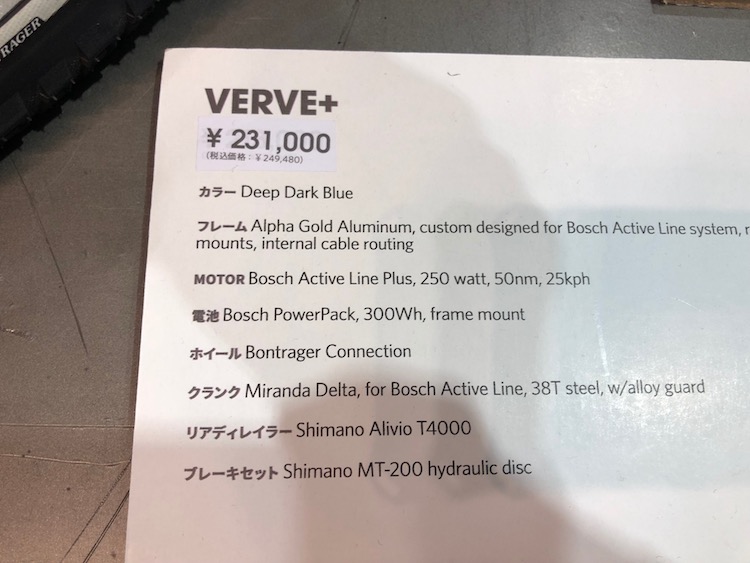 RAGER
VERVE+
¥ 231,000
(税込価格：¥ 249,480)
カラー Deep Dark Blue
フレーム Alpha Gold Aluminum, custom designed for Bosch Active Line system,
mounts, internal cable routing
MOTOR Bosch Active Line Plus, 250 watt, 50nm, 25kph
電池 Bosch PowerPack, 300Wh, frame mount
ホイール Bontrager Connection
クランク Miranda Delta, for Bosch Active Line, 38T steel, w/alloy guard
リアディレイラー Shimano Alivio T4000
ブレーキセット Shimano MT-200 hydraulic disc